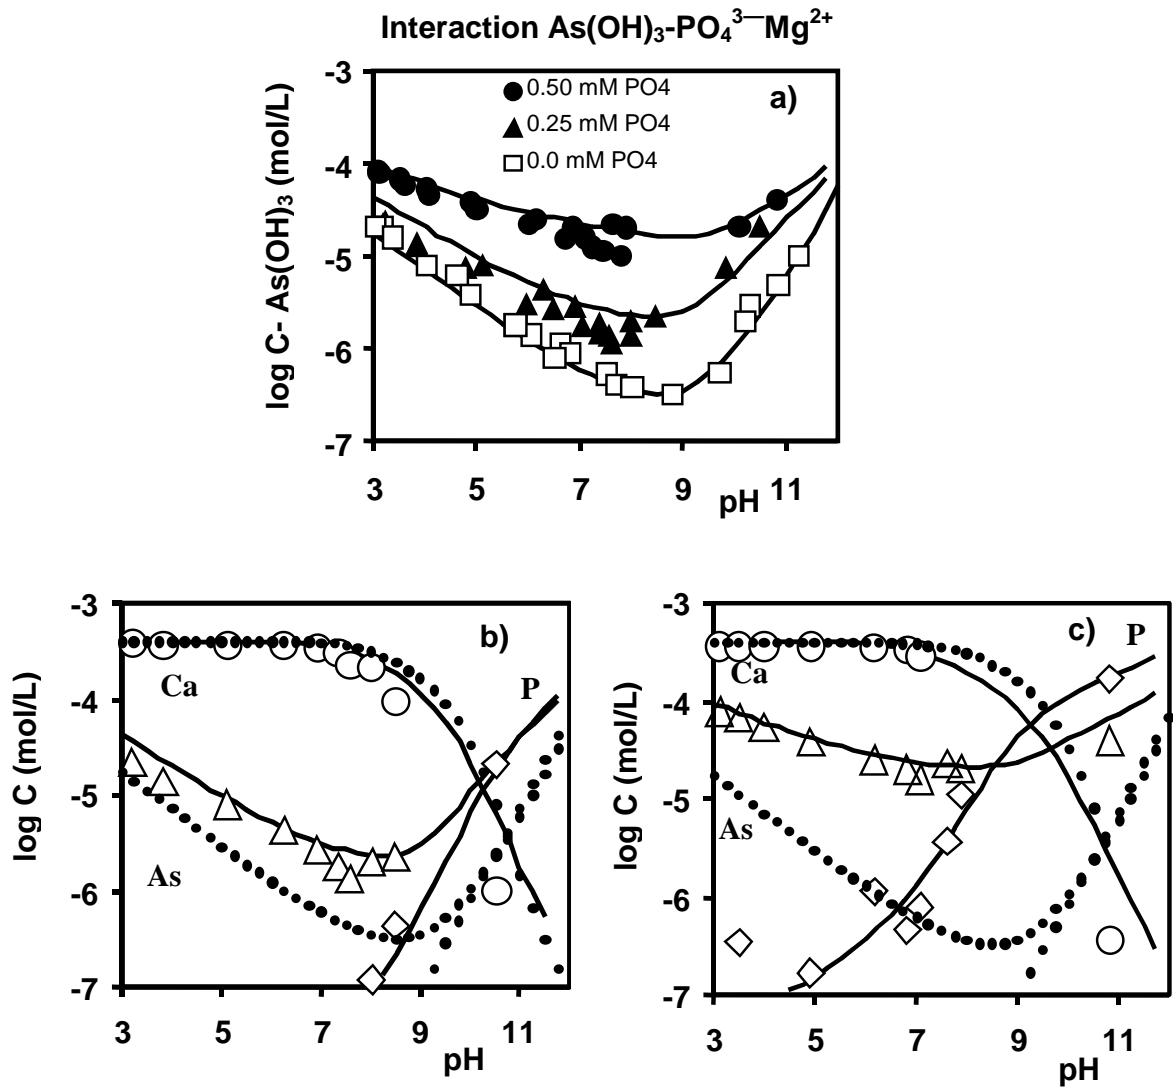 Interaction As(OH)₃-PO₄³⁻—Mg²⁺
-3
-4
-5
-6
-7
log C- As(OH)₃ (mol/L)
0.50 mM PO4
0.25 mM PO4
0.0 mM PO4
a)
3 5 7 9 11
pH
-3
-4
-5
-6
-7
log C (mol/L)
b)
Ca
P
As
3 5 7 9 11
pH
-3
-4
-5
-6
-7
log C (mol/L)
c)
P
Ca
As
3 5 7 9 11
pH